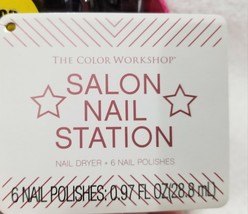 THE COLOR WORKSHOP®
SALON
NAIL
STATION
NAIL DRYER + 6 NAIL POLISHES
6 NAIL POLISHES: 0.97 FL OZ(28.8 mL)